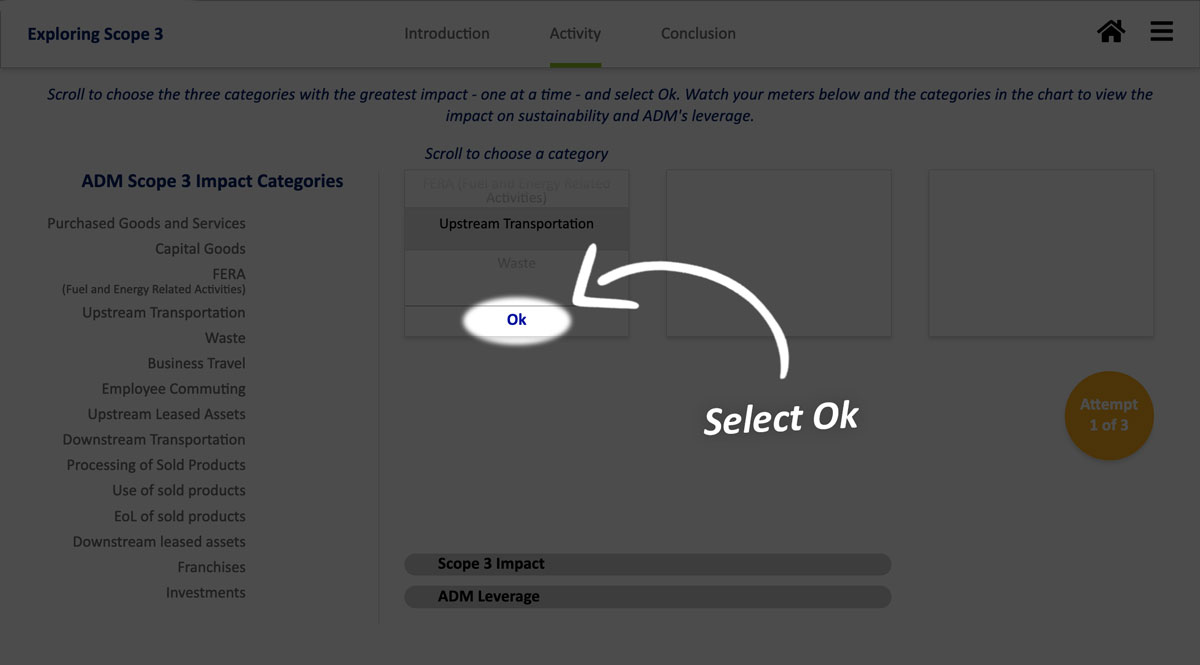 Exploring Scope 3
Introduction
Activity
Conclusion
Scroll to choose the three categories with the greatest impact - one at a time - and select Ok. Watch your meters below and the categories in the chart to view the
impact on sustainability and ADM's leverage.
Scroll to choose a category
ADM Scope 3 Impact Categories
Purchased Goods and Services
Capital Goods
FERA
(Fuel and Energy Related Activities)
Upstream Transportation
Waste
Business Travel
Employee Commuting
Upstream Leased Assets
Downstream Transportation
Processing of Sold Products
Use of sold products
EoL of sold products
Downstream leased assets
Franchises
Investments
FERA (Fuel and Energy Related
Activities)
Upstream Transportation
Waste
Ok
Select Ok
Attempt
1 of 3
Scope 3 Impact
ADM Leverage